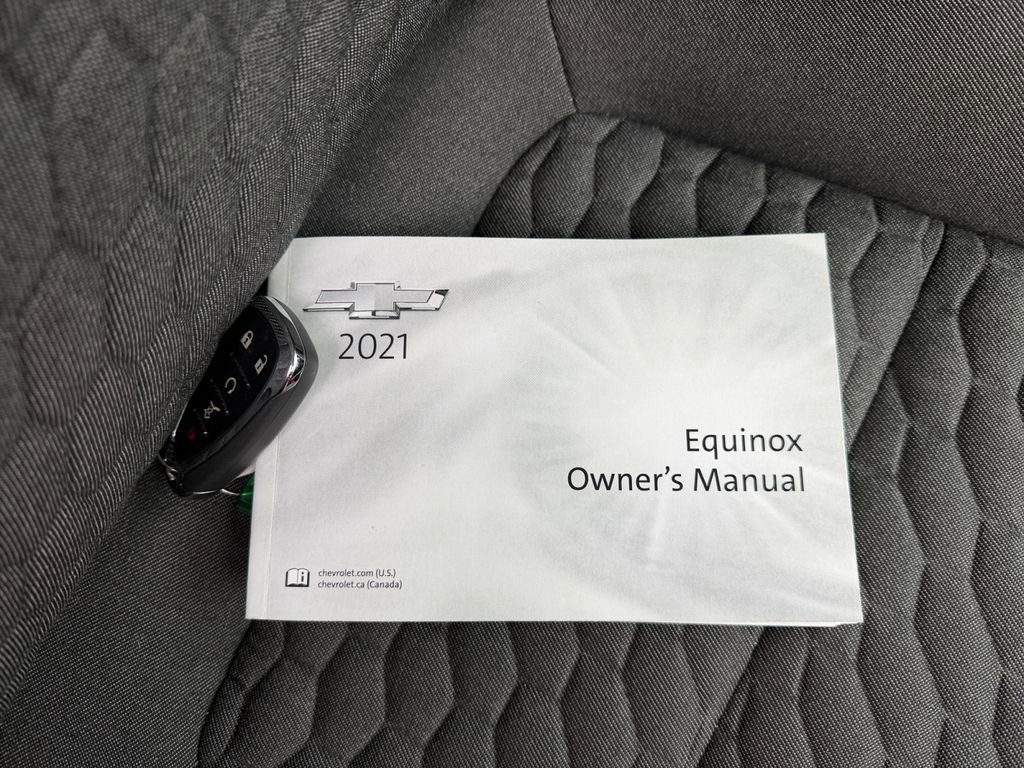 2021
Equinox
Owner's Manual
chevrolet.com (U.S.)
chevrolet.ca (Canada)